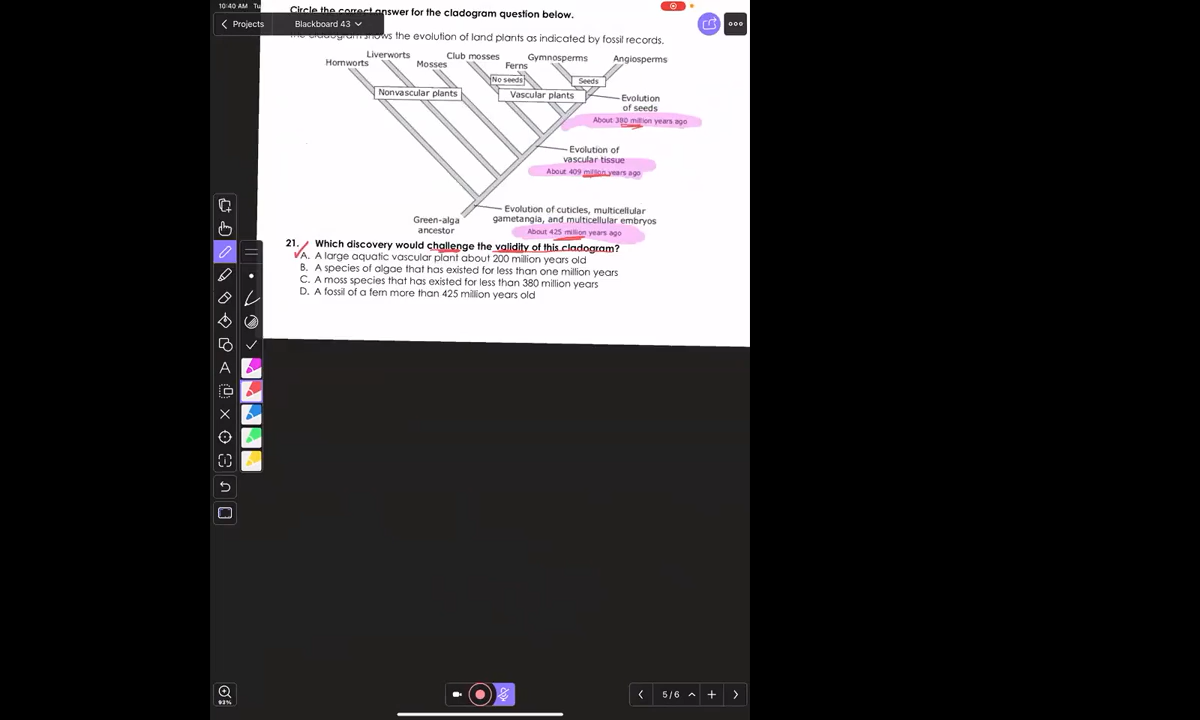 10:40 AM Tu
Circle the correct answer for the cladogram question below.
Projects
Blackboard 43
shows the evolution of land plants as indicated by fossil records.
Liverworts
Club mosses
Gymnosperms
Angiosperms
Hornworts
Mosses
Ferns
No seeds
Seeds
Nonvascular plants
Vascular plants
Evolution
of seeds
About 380 million years ago
Evolution of
vascular tissue
About 409 million years ago
Evolution of cuticles, multicellular
gametangia, and multicellular embryos
About 425 million years ago
Green-alga
ancestor
21. Which discovery would challenge the validity of this cladogram?
A. A large aquatic vascular plant about 200 million years old
B. A species of algae that has existed for less than one million years
C. A moss species that has existed for less than 380 million years
D. A fossil of a fern more than 425 million years old
A
93%
5/6